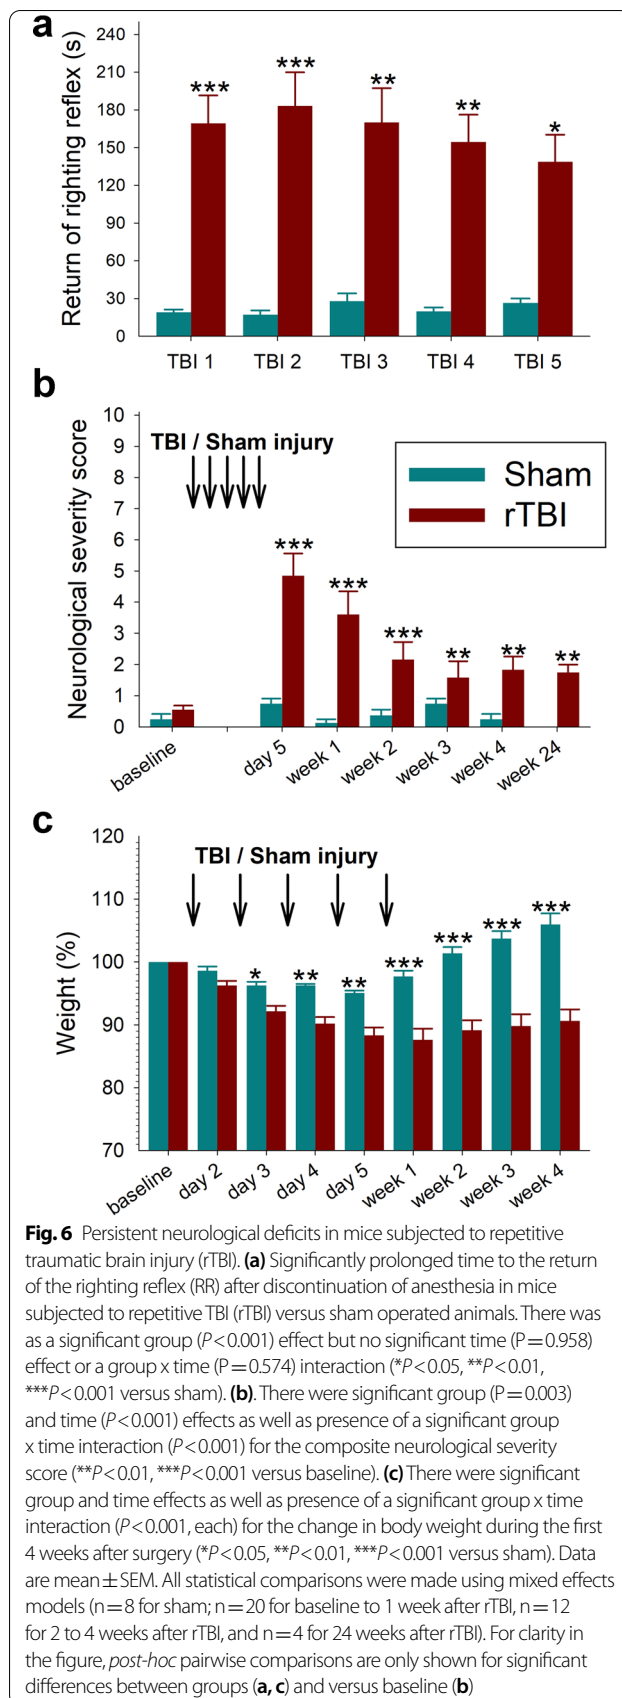 a
Return of righting reflex (s)
240
210
180
150
120
90
60
30
0
***
***
**
**
*
TBI 1 TBI 2 TBI 3 TBI 4 TBI 5
b
Neurological severity score
10
9
8
7
6
5
4
3
2
1
0
TBI / Sham injury
Sham
rTBI
***
***
***
**
**
**
baseline day 5 week 1 week 2 week 3 week 4 week 24
c
Weight (%)
120
110
100
90
80
70
TBI / Sham injury
*
**
**
***
***
***
***
baseline day 2 day 3 day 4 day 5 week 1 week 2 week 3 week 4
Fig. 6 Persistent neurological deficits in mice subjected to repetitive
traumatic brain injury (rTBI). (a) Significantly prolonged time to the return
of the righting reflex (RR) after discontinuation of anesthesia in mice
subjected to repetitive TBI (rTBI) versus sham operated animals. There was
as a significant group (P < 0.001) effect but no significant time (P = 0.958)
effect or a group x time (P = 0.574) interaction (*P < 0.05, **P < 0.01,
***P < 0.001 versus sham). (b). There were significant group (P = 0.003)
and time (P < 0.001) effects as well as presence of a significant group
x time interaction (P < 0.001) for the composite neurological severity
score (**P < 0.01, ***P < 0.001 versus baseline). (c) There were significant
group and time effects as well as presence of a significant group x time
interaction (P < 0.001, each) for the change in body weight during the first
4 weeks after surgery (*P < 0.05, **P < 0.01, ***P < 0.001 versus sham). Data
are mean ± SEM. All statistical comparisons were made using mixed effects
models (n = 8 for sham; n = 20 for baseline to 1 week after rTBI, n = 12
for 2 to 4 weeks after rTBI, and n = 4 for 24 weeks after rTBI). For clarity in
the figure, post-hoc pairwise comparisons are only shown for significant
differences between groups (a, c) and versus baseline (b)